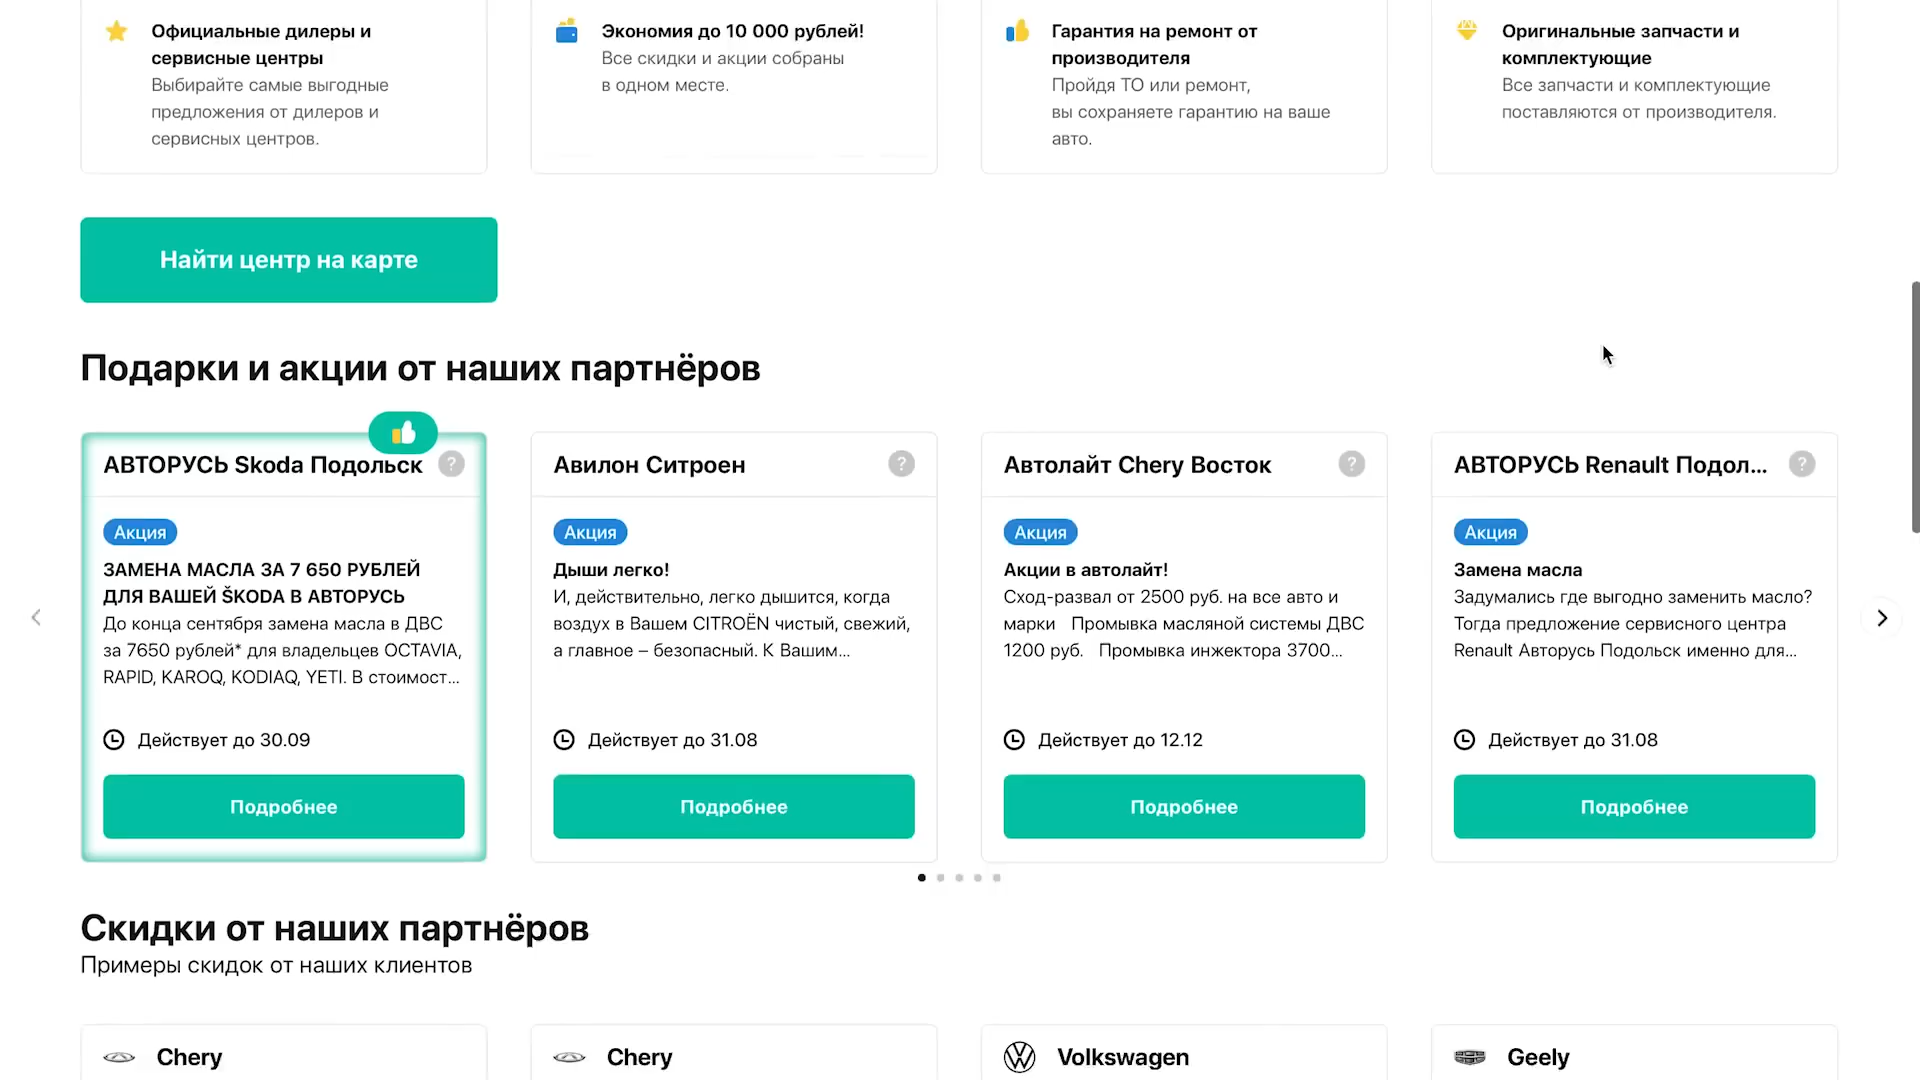 Официальные дилеры и
сервисные центры
Выбирайте самые выгодные
предложения от дилеров и
сервисных центров.
Экономия до 10 000 рублей!
Все скидки и акции собраны
в одном месте.
Гарантия на ремонт от
производителя
Пройдя ТО или ремонт,
вы сохраняете гарантию на ваше
авто.
Оригинальные запчасти и
комплектующие
Все запчасти и комплектующие
поставляются от производителя.
Найти центр на карте
Подарки и акции от наших партнёров
АВТОРУСЬ Skoda Подольск ?
Акция
ЗАМЕНА МАСЛА ЗА 7 650 РУБЛЕЙ
ДЛЯ ВАШЕЙ ŠKODA В АВТОРУСЬ
До конца сентября замена масла в ДВС
за 7650 рублей* для владельцев OCTAVIA,
RAPID, KAROQ, KODIAQ, YETI. В стоимост...
Действует до 30.09
Подробнее
Авилон Ситроен ?
Акция
Дыши легко!
И, действительно, легко дышится, когда
воздух в Вашем CITROЁN чистый, свежий,
а главное – безопасный. К Вашим...
Действует до 31.08
Подробнее
Автолайт Chery Восток ?
Акция
Акции в автолайт!
Сход-развал от 2500 руб. на все авто и
марки Промывка масляной системы ДВС
1200 руб. Промывка инжектора 3700...
Действует до 12.12
Подробнее
АВТОРУСЬ Renault Подол... ?
Акция
Замена масла
Задумались где выгодно заменить масло?
Тогда предложение сервисного центра
Renault Авторусь Подольск именно для...
Действует до 31.08
Подробнее
Скидки от наших партнёров
Примеры скидок от наших клиентов
Chery
Chery
Volkswagen
Geely